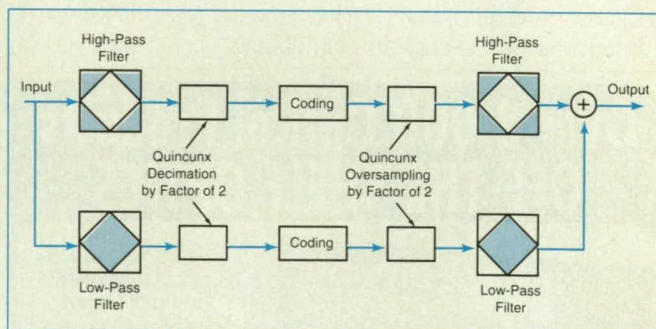 High-Pass
Filter
High-Pass
Filter
Input
Coding
Output
+
Quincunx
Decimation
by Factor of 2
Quincunx
Oversampling
by Factor of 2
Coding
Low-Pass
Filter
Low-Pass
Filter